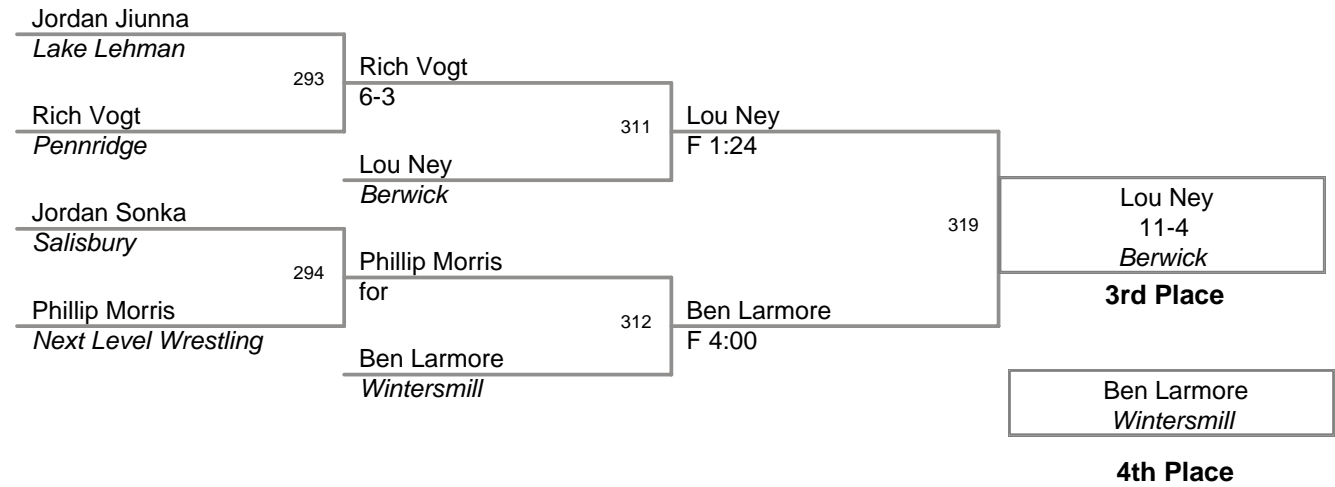 Jordan Jiunna
Lake Lehman
293
Rich Vogt
6-3
Rich Vogt
Pennridge
311
Lou Ney
F 1:24
Lou Ney
Berwick
Jordan Sonka
Salisbury
319
Lou Ney
11-4
Berwick
3rd Place
294
Phillip Morris
for
Phillip Morris
Next Level Wrestling
312
Ben Larmore
F 4:00
Ben Larmore
Wintersmill
Ben Larmore
Wintersmill
4th Place